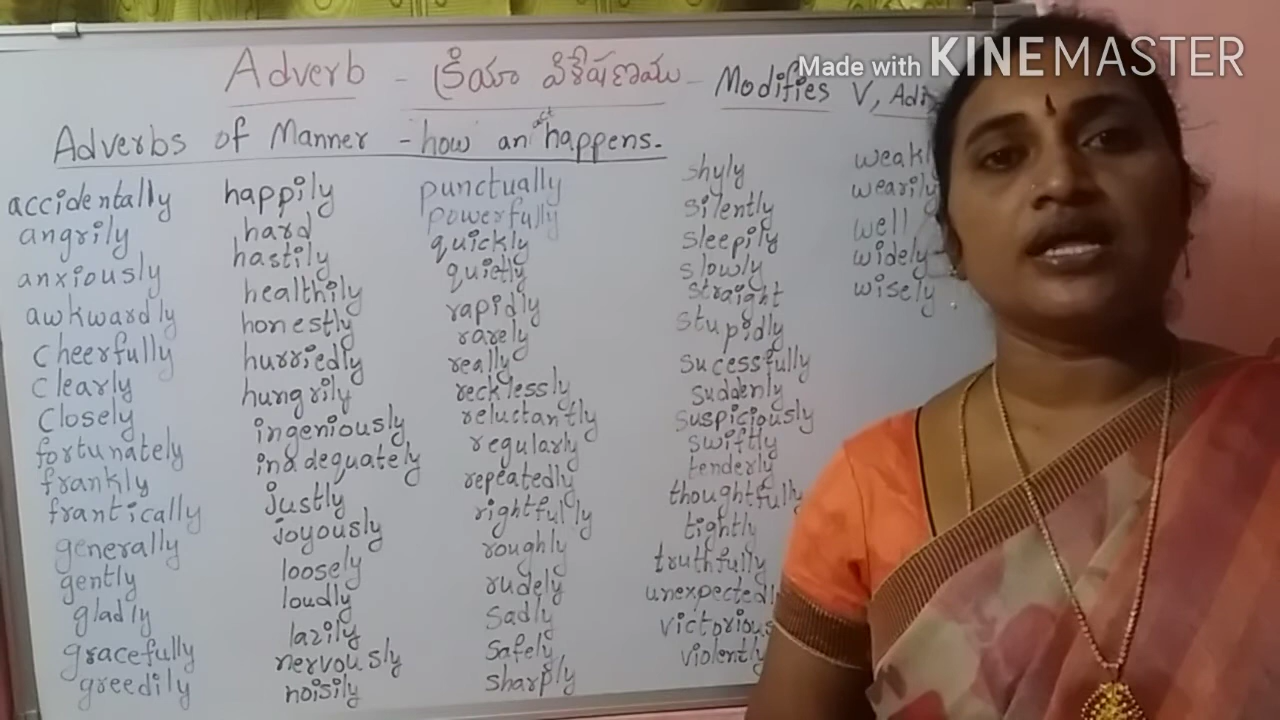 Made with KINEMASTER
Adverb - క్రియా విశేషణము - Modifies V, Adj
Adverbs of Manner - how an act happens.
accidentally
angrily
anxiously
awkwardly
cheerfully
clearly
closely
fortunately
frankly
frantically
generally
gently
gladly
gracefully
greedily
happily
hard
hastily
healthily
honestly
hurriedly
hungrily
ingeniously
inadequately
justly
joyously
loosely
loudly
lazily
nervously
noisily
punctually
powerfully
quickly
quietly
rapidly
rarely
really
recklessly
reluctantly
regularly
repeatedly
rightfully
roughly
rudely
sadly
safely
sharply
shyly
silently
sleepily
slowly
straight
stupidly
sucessfully
suddenly
suspiciously
swiftly
tenderly
thoughtfully
tightly
truthfully
unexpectedl
victorious
violently
weakl
wearily
well
widely
wisely